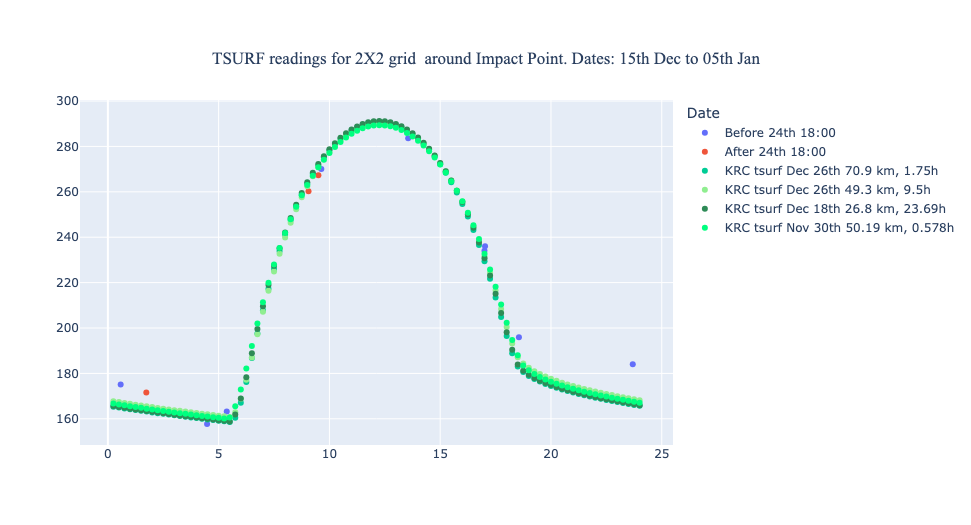 TSURF readings for 2X2 grid  around Impact Point. Dates: 15th Dec to 05th Jan
300
280
260
240
220
200
180
160
0
5
10
15
20
25
Date
Before 24th 18:00
After 24th 18:00
KRC tsurf Dec 26th 70.9 km, 1.75h
KRC tsurf Dec 26th 49.3 km, 9.5h
KRC tsurf Dec 18th 26.8 km, 23.69h
KRC tsurf Nov 30th 50.19 km, 0.578h